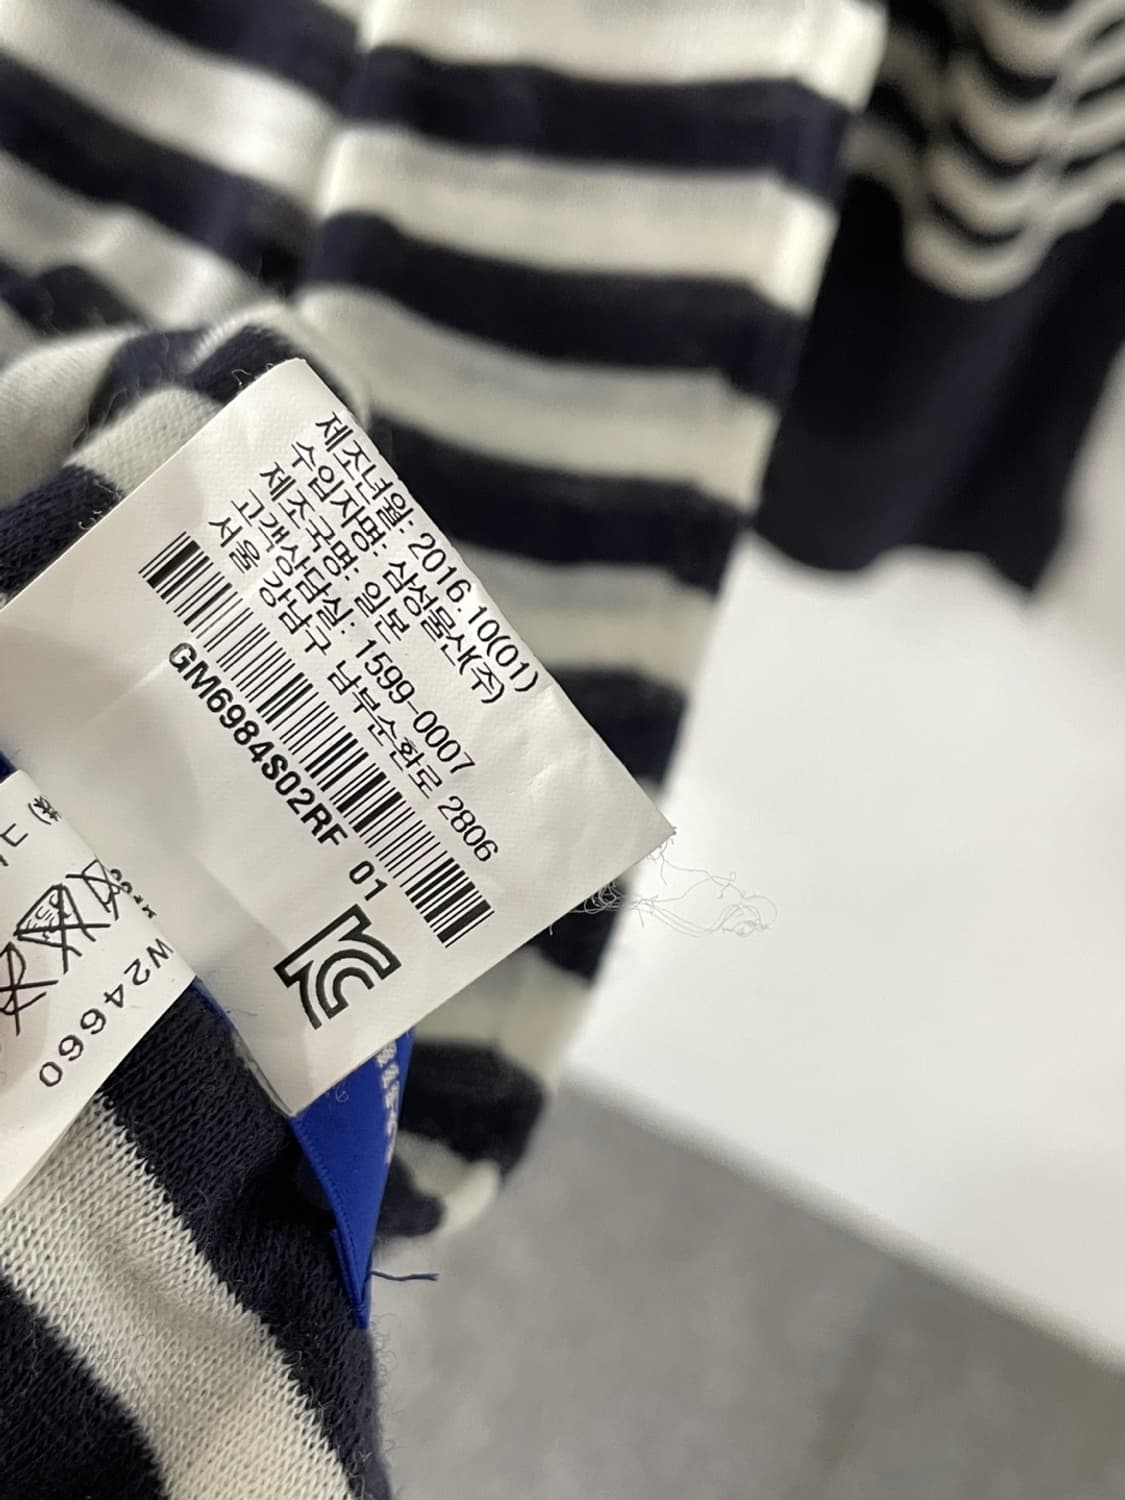 제조년월: 2016.10(01)
수입자명: 삼성물산(주)
제조국명: 일본
고객상담실: 1599-0007
서울 강남구 남부순환로 2806
GM6984S02RF 01
W24660